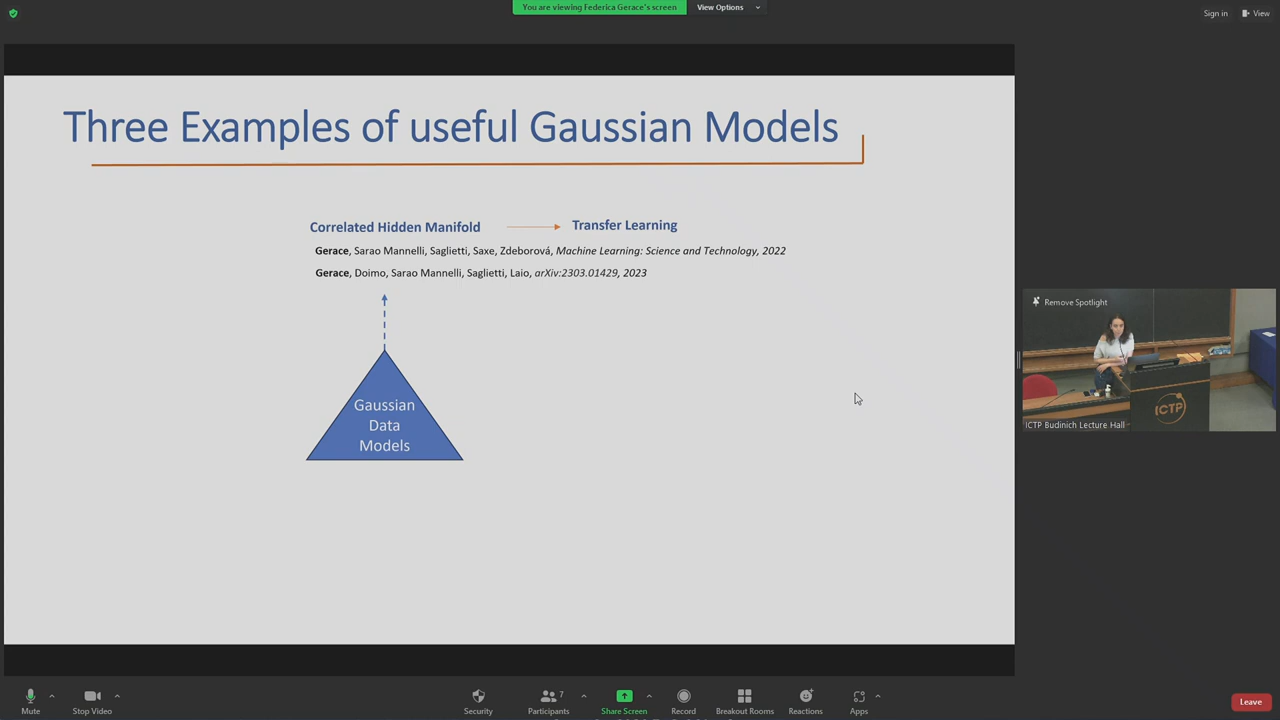 You are viewing Federica Gerace's screen
View Options
Sign in
View
Three Examples of useful Gaussian Models
Correlated Hidden Manifold
Transfer Learning
Gerace, Sarao Mannelli, Saglietti, Saxe, Zdeborová, Machine Learning: Science and Technology, 2022
Gerace, Doimo, Sarao Mannelli, Saglietti, Laio, arXiv:2303.01429, 2023
Gaussian
Data
Models
Remove Spotlight
ICTP
ICTP Budinich Lecture Hall
Mute
Stop Video
Security
Participants
7
Share Screen
Record
Breakout Rooms
Reactions
Apps
Leave